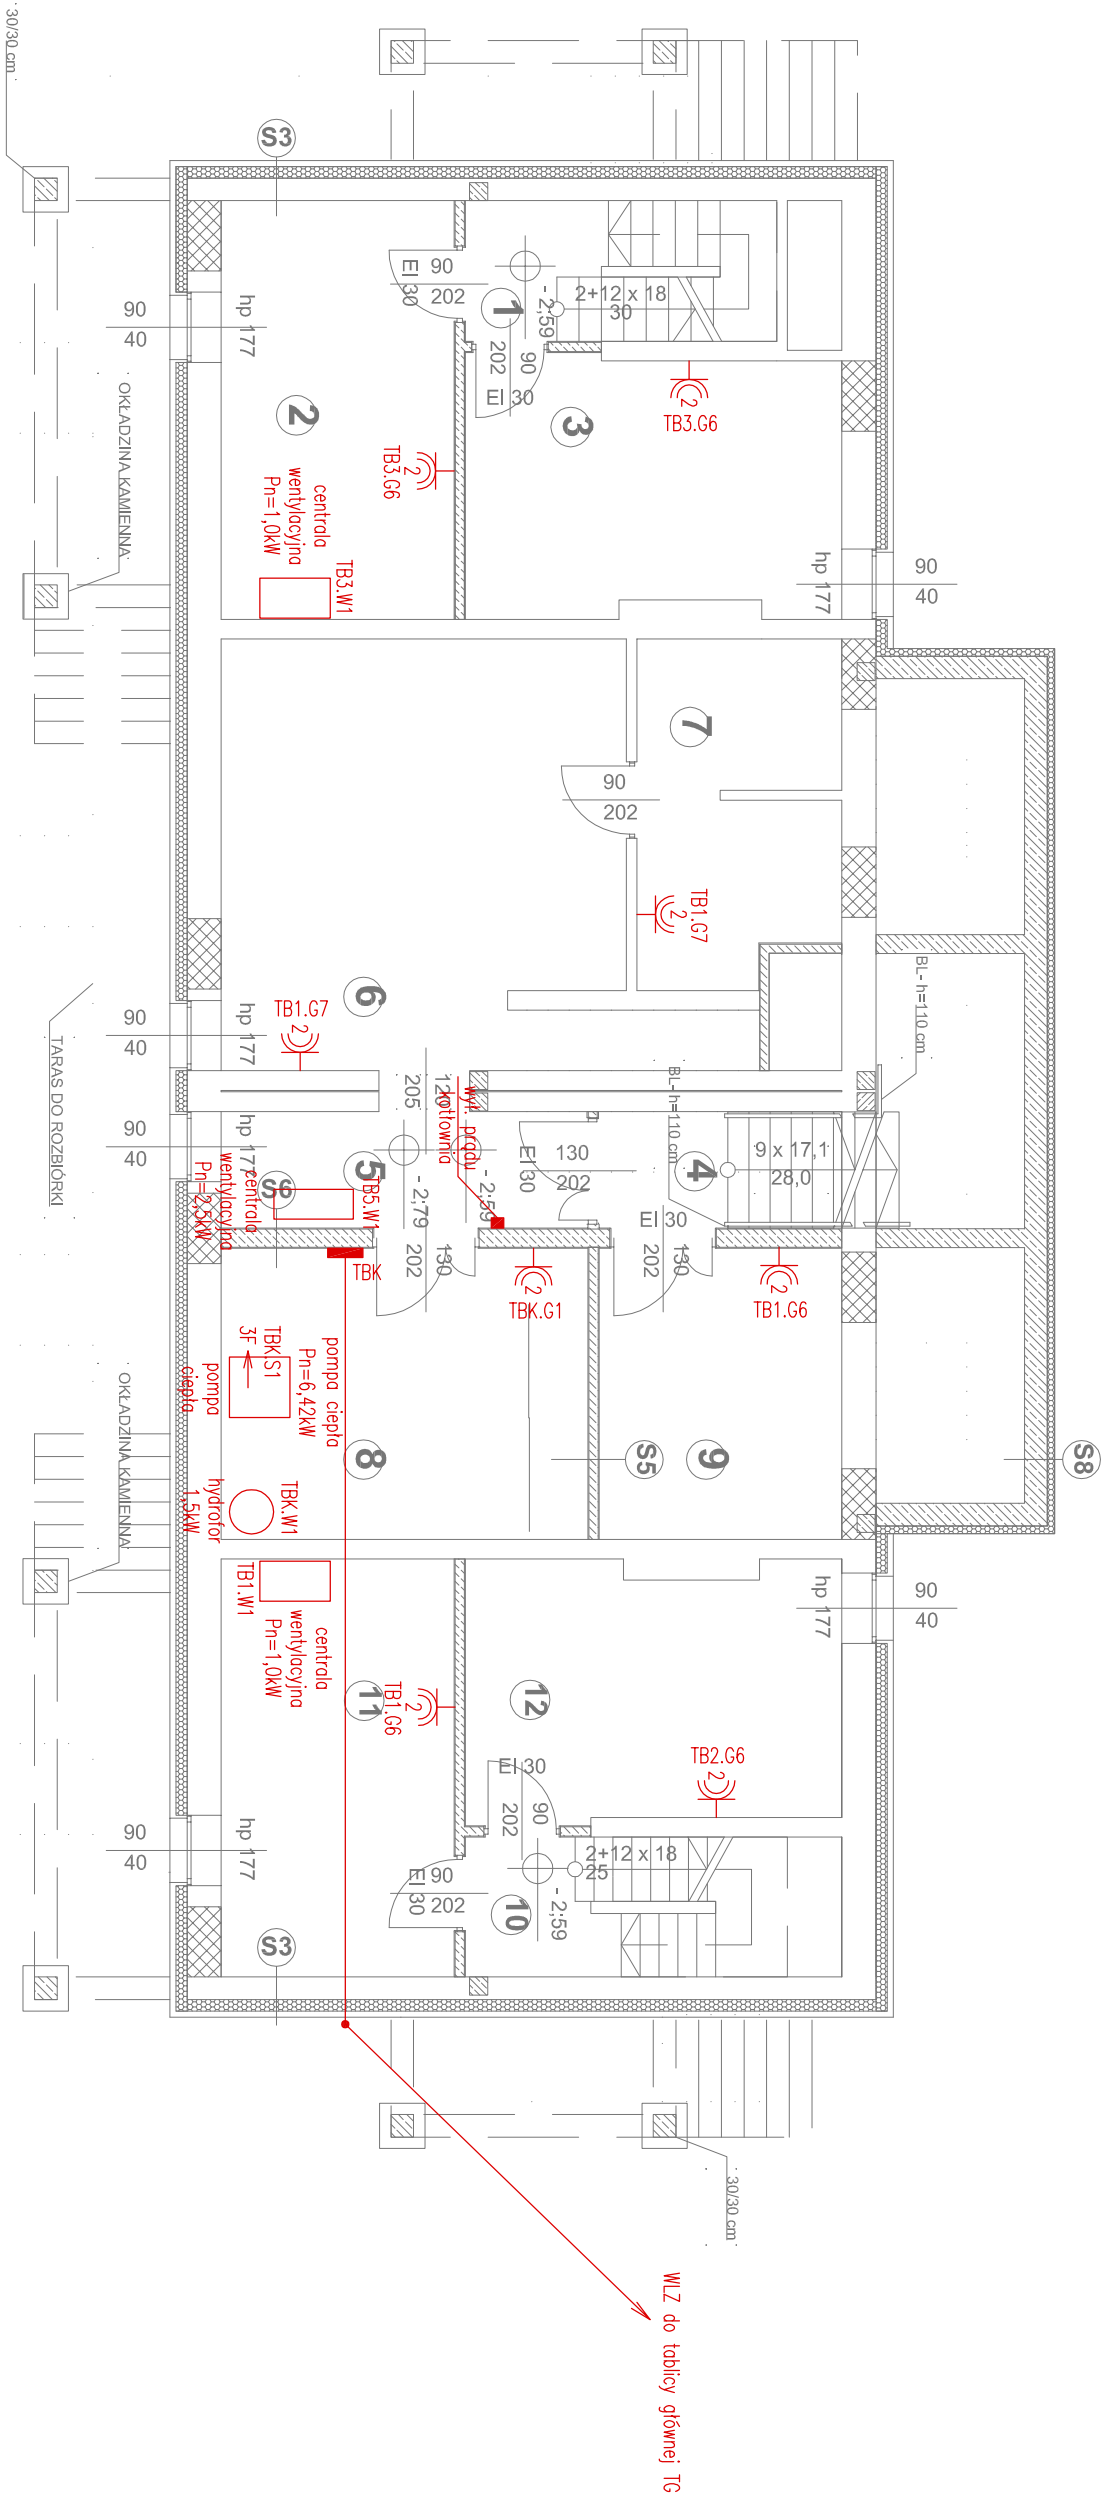 30/30 cm
S3
EI 30
90
202
1
- 2,59
2+12 x 18
30
90
202
EI 30
hp 177
90
40
2
3
TB3.G6
2
TB3.G6
2
OKŁADZINA KAMIENNA
centrala
wentylacyjna
Pn=1,0kW
TB3.W1
hp 177
90
40
7
90
202
TB1.G7
2
6
TB1.G7
2
hp 177
90
40
TARAS DO ROZBIÓRKI
BL- h=110 cm
BL- h=110 cm
120
205
wył. prądu
kotłownia
hp 177
90
40
5
- 2,79
- 2,59
EI 30
130
202
4
9 x 17,1
28,0
centrala
wentylacyjna
Pn=2,5kW
S6
TB5.W1
TBK
130
202
EI 30
130
202
TBK.G1
2
TB1.G6
2
TBK.S1
3F
pompa
ciepła
pompa ciepła
Pn=6,42kW
8
S5
9
S8
OKŁADZINA KAMIENNA
hydrofor
1,5kW
TBK.W1
TB1.W1
centrala
wentylacyjna
Pn=1,0kW
hp 177
90
40
11
TB1.G6
2
12
TB2.G6
2
EI 30
90
202
hp 177
90
40
EI 30
90
202
10
- 2,59
2+12 x 18
25
S3
30/30 cm
WLZ do tablicy głównej TG